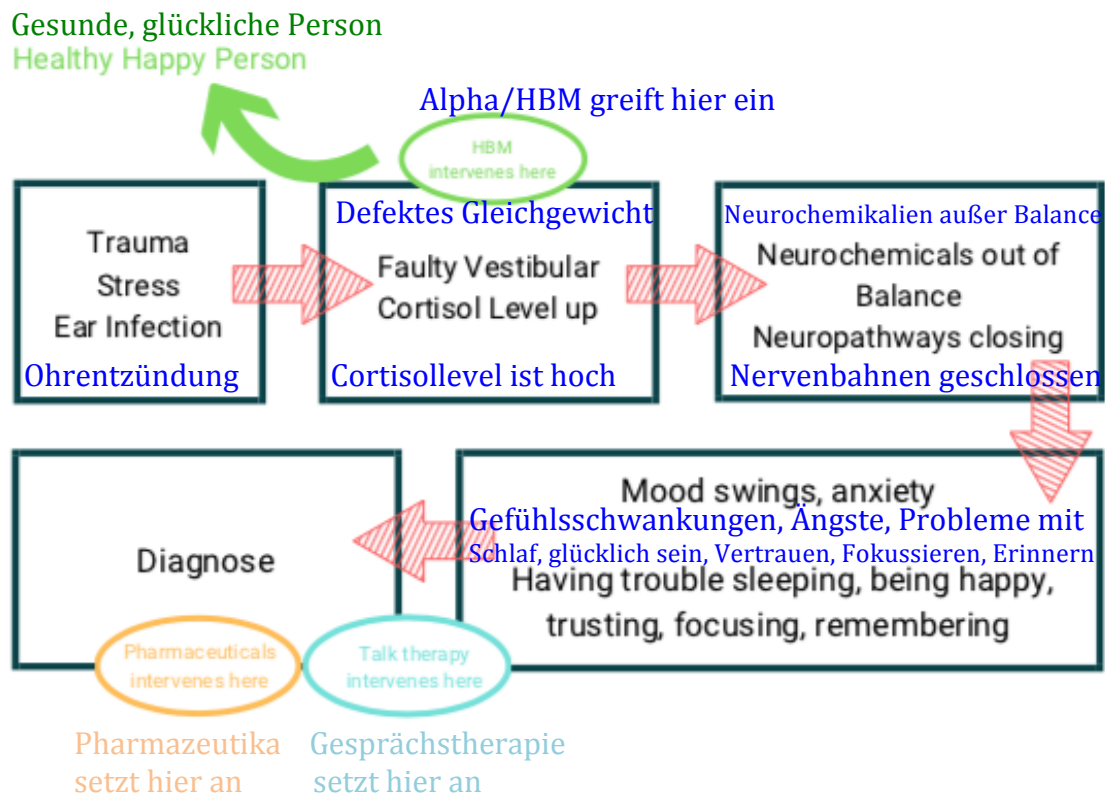 Gesunde, glückliche Person
Healthy Happy Person
Alpha/HBM greift hier ein
HBM
intervenes here
Trauma
Stress
Ear Infection
Ohrentzündung
Defektes Gleichgewicht
Faulty Vestibular
Cortisol Level up
Cortisollevel ist hoch
Neurochemikalien außer Balance
Neurochemicals out of
Balance
Neuropathways closing
Nervenbahnen geschlossen
Mood swings, anxiety
Gefühlsschwankungen, Ängste, Probleme mit
Schlaf, glücklich sein, Vertrauen, Fokussieren, Erinnern
Having trouble sleeping, being happy,
trusting, focusing, remembering
Diagnose
Pharmaceuticals
intervenes here
Talk therapy
intervenes here
Pharmazeutika
setzt hier an
Gesprächstherapie
setzt hier an